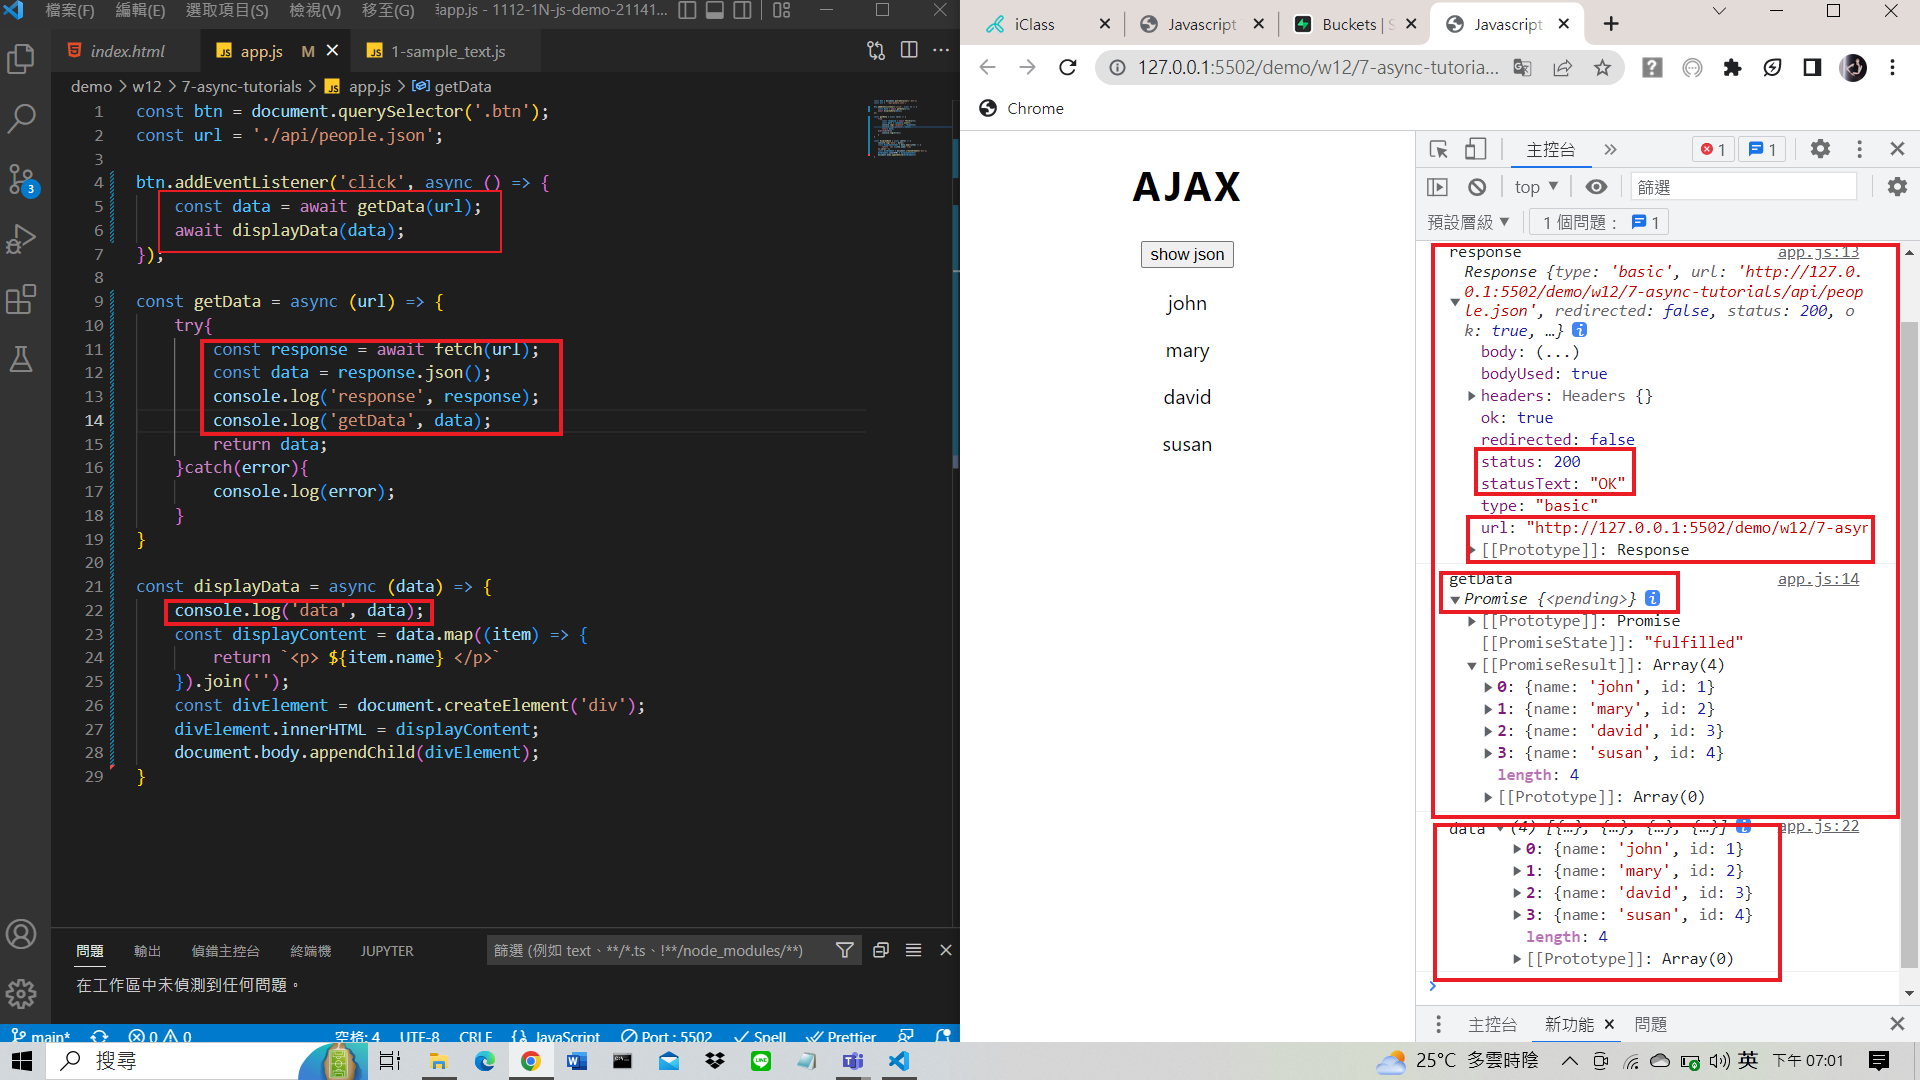 檔案(F) 編輯(E) 選取項目(S) 檢視(V) 移至(G) app.js - 1112-1N-js-demo-21141...
index.html app.js M 1-sample_text.js
demo > w12 > 7-async-tutorials > app.js > getData
1 const btn = document.querySelector('.btn');
2 const url = './api/people.json';
3
4 btn.addEventListener('click', async () => {
5 const data = await getData(url);
6 await displayData(data);
7 });
8
9 const getData = async (url) => {
10 try{
11 const response = await fetch(url);
12 const data = response.json();
13 console.log('response', response);
14 console.log('getData', data);
15 return data;
16 }catch(error){
17 console.log(error);
18 }
19 }
20
21 const displayData = async (data) => {
22 console.log('data', data);
23 const displayContent = data.map((item) => {
24 return `<p> ${item.name} </p>`
25 }).join('');
26 const divElement = document.createElement('div');
27 divElement.innerHTML = displayContent;
28 document.body.appendChild(divElement);
29 }
3
問題 輸出 偵錯主控台 終端機 JUPYTER 篩選 (例如 text、**/*.ts、!**/node_modules/**)
在工作區中未偵測到任何問題。
main* 0 0 空格: 4 UTF-8 CRLF JavaScript Port : 5502 Spell Prettier
iClass Javascript Buckets | S Javascript
127.0.0.1:5502/demo/w12/7-async-tutoria...
Chrome
AJAX
show json
john
mary
david
susan
主控台 1 1
top ▼ 篩選
預設層級 ▼ 1 個問題： 1
response app.js:13
Response {type: 'basic', url: 'http://127.0.
0.1:5502/demo/w12/7-async-tutorials/api/peop
le.json', redirected: false, status: 200, o
k: true, …}
body: (...)
bodyUsed: true
headers: Headers {}
ok: true
redirected: false
status: 200
statusText: "OK"
type: "basic"
url: "http://127.0.0.1:5502/demo/w12/7-asyn
[[Prototype]]: Response
getData app.js:14
Promise {<pending>}
[[Prototype]]: Promise
[[PromiseState]]: "fulfilled"
[[PromiseResult]]: Array(4)
0: {name: 'john', id: 1}
1: {name: 'mary', id: 2}
2: {name: 'david', id: 3}
3: {name: 'susan', id: 4}
length: 4
[[Prototype]]: Array(0)
data (4) [{…}, {…}, {…}, {…}] app.js:22
0: {name: 'john', id: 1}
1: {name: 'mary', id: 2}
2: {name: 'david', id: 3}
3: {name: 'susan', id: 4}
length: 4
[[Prototype]]: Array(0)
主控台 新功能 問題
搜尋 25°C 多雲時陰 英 下午 07:01